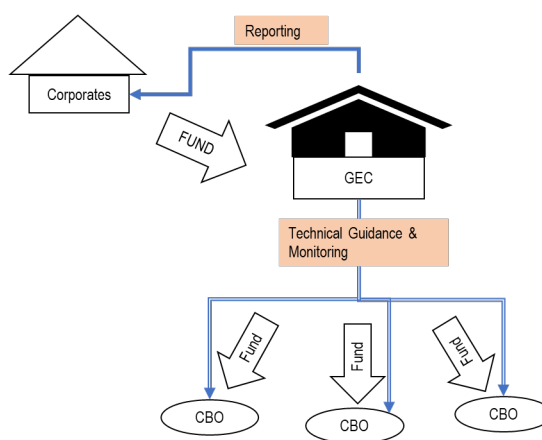 Reporting
Corporates
FUND
GEC
Technical Guidance &
Monitoring
Fund
Fund
Fund
CBO
CBO
CBO